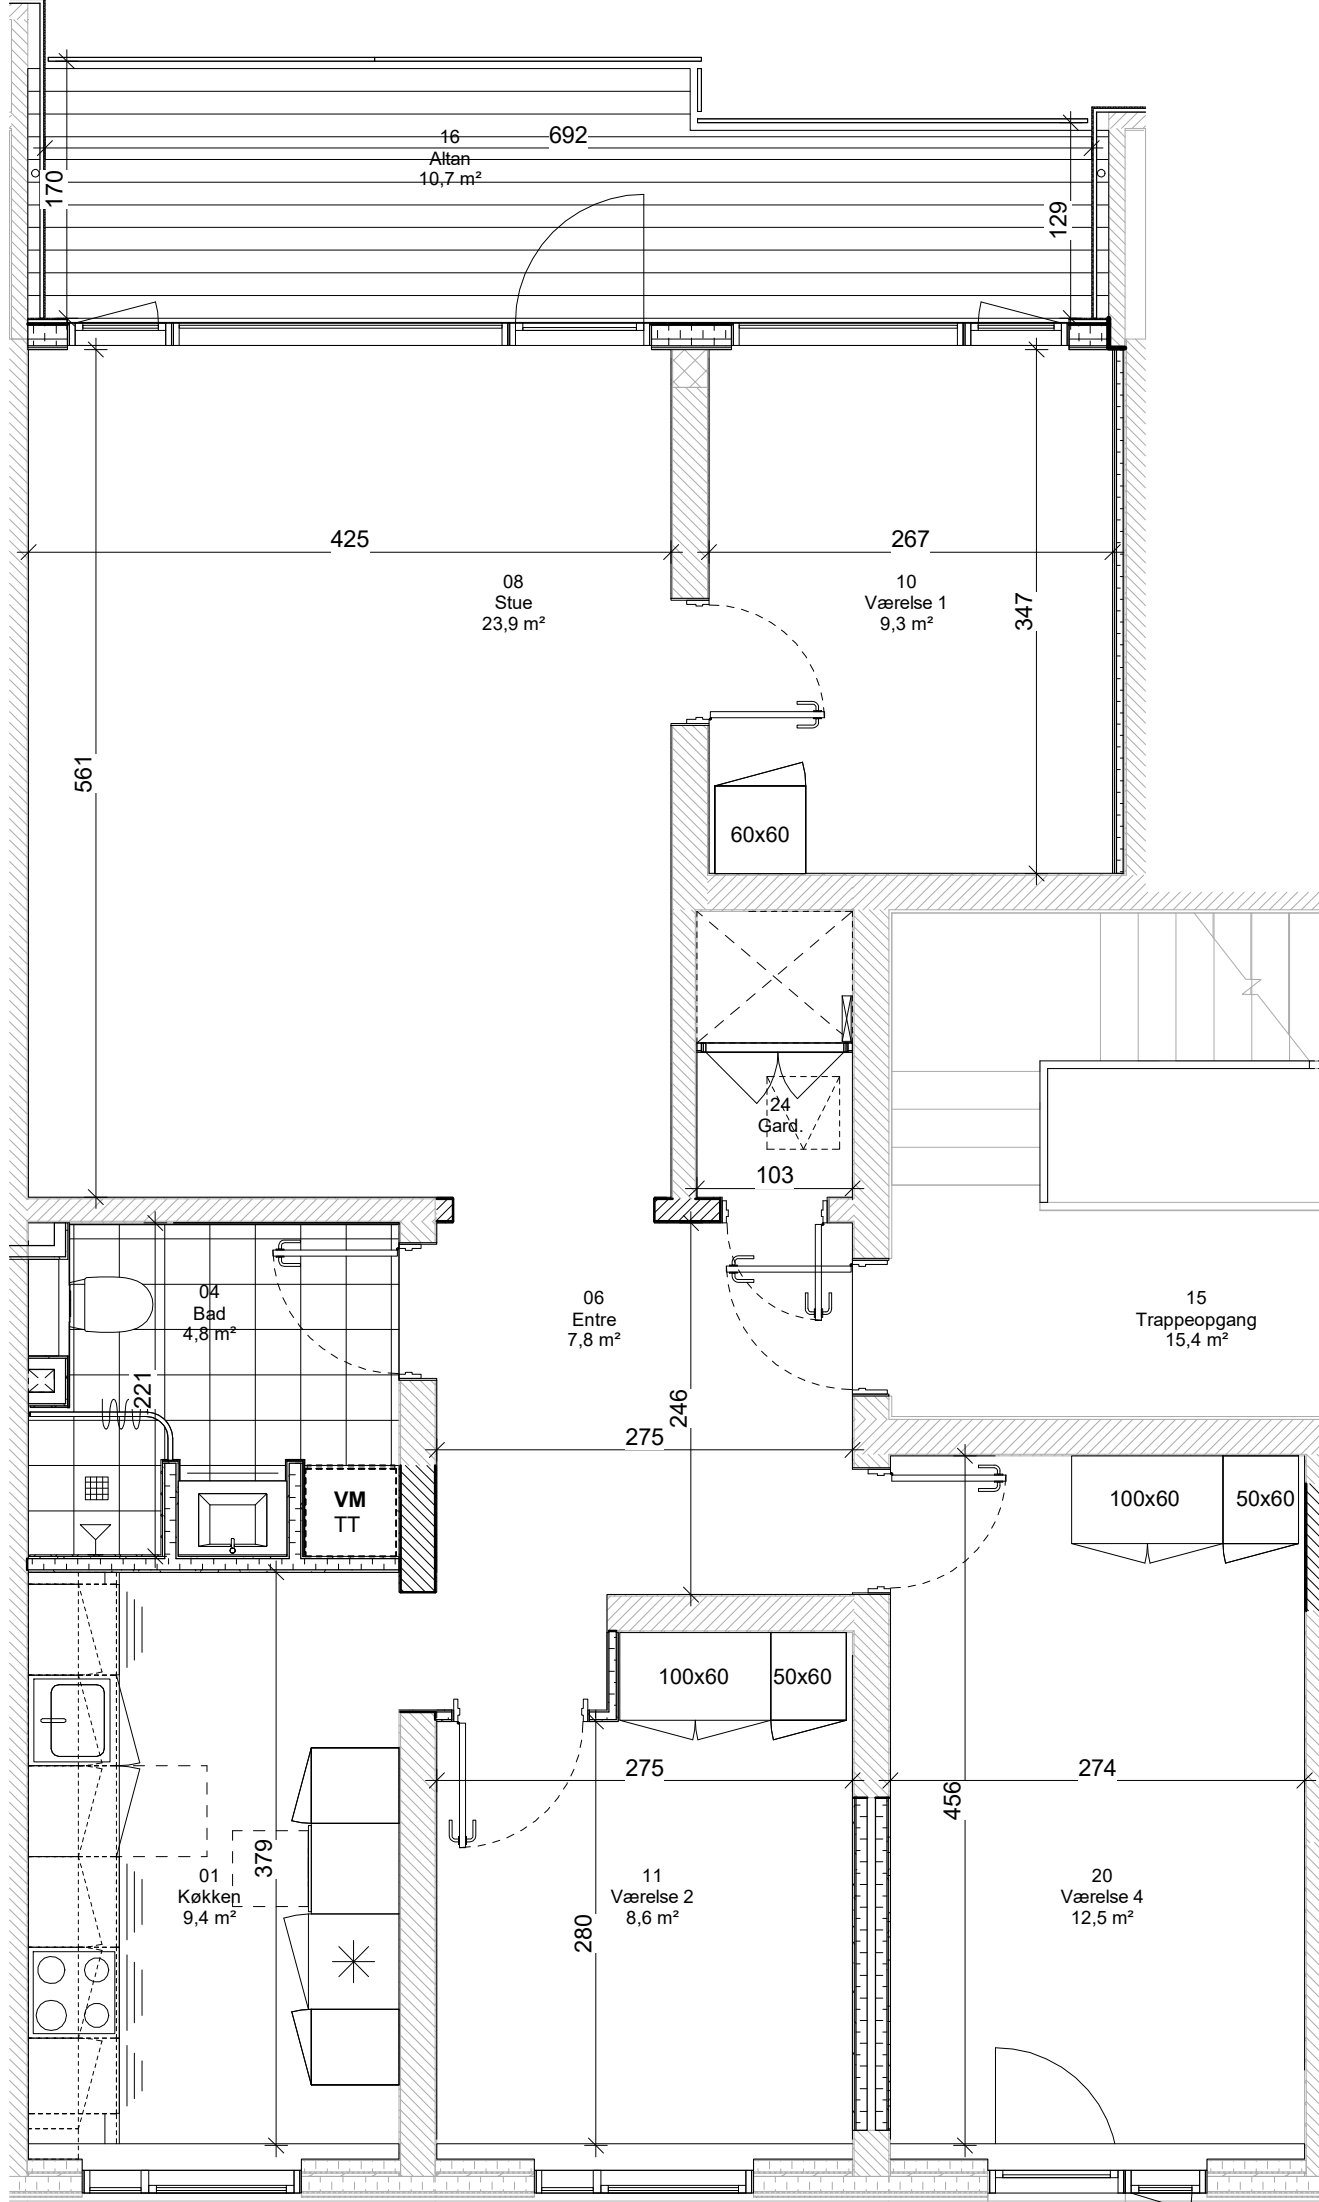 16
Altan
10,7 m²
692
170
129
425
267
08
Stue
23,9 m²
10
Værelse 1
9,3 m²
347
561
60x60
24
Gard.
103
04
Bad
4,8 m²
06
Entre
7,8 m²
15
Trappeopgang
15,4 m²
221
246
275
VM
TT
100x60
50x60
100x60
50x60
275
274
456
379
01
Køkken
9,4 m²
11
Værelse 2
8,6 m²
280
20
Værelse 4
12,5 m²